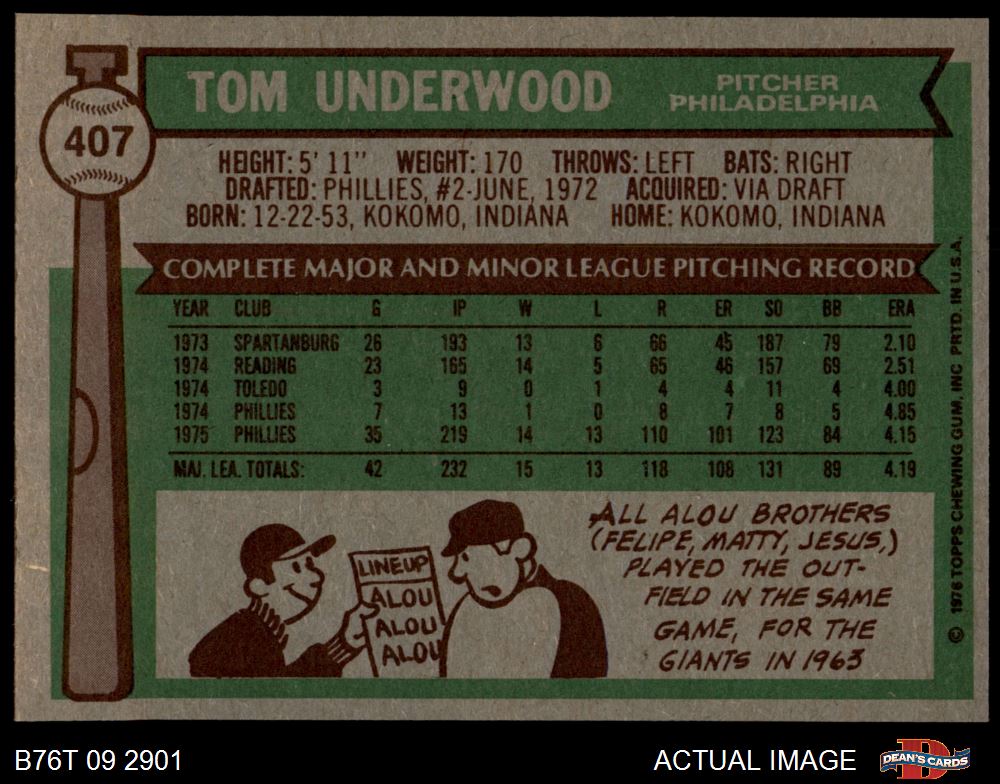 407
TOM UNDERWOOD
PITCHER
PHILADELPHIA
HEIGHT: 5' 11" WEIGHT: 170 THROWS: LEFT BATS: RIGHT
DRAFTED: PHILLIES, #2-JUNE, 1972 ACQUIRED: VIA DRAFT
BORN: 12-22-53, KOKOMO, INDIANA HOME: KOKOMO, INDIANA
COMPLETE MAJOR AND MINOR LEAGUE PITCHING RECORD
YEAR CLUB G IP W L R ER SO BB ERA
1973 SPARTANBURG 26 193 13 6 66 45 187 79 2.10
1974 READING 23 165 14 5 65 46 157 69 2.51
1974 TOLEDO 3 9 0 1 4 4 11 4 4.00
1974 PHILLIES 7 13 1 0 8 7 8 5 4.85
1975 PHILLIES 35 219 14 13 110 101 123 84 4.15
MAJ. LEA. TOTALS: 42 232 15 13 118 108 131 89 4.19
LINEUP
ALOU
ALOU
ALOU
ALL ALOU BROTHERS
(FELIPE, MATTY, JESUS,)
PLAYED THE OUT-
FIELD IN THE SAME
GAME, FOR THE
GIANTS IN 1963
© 1976 TOPPS CHEWING GUM, INC PRTD. IN U.S.A.
B76T 09 2901
ACTUAL IMAGE
DEAN'S CARDS